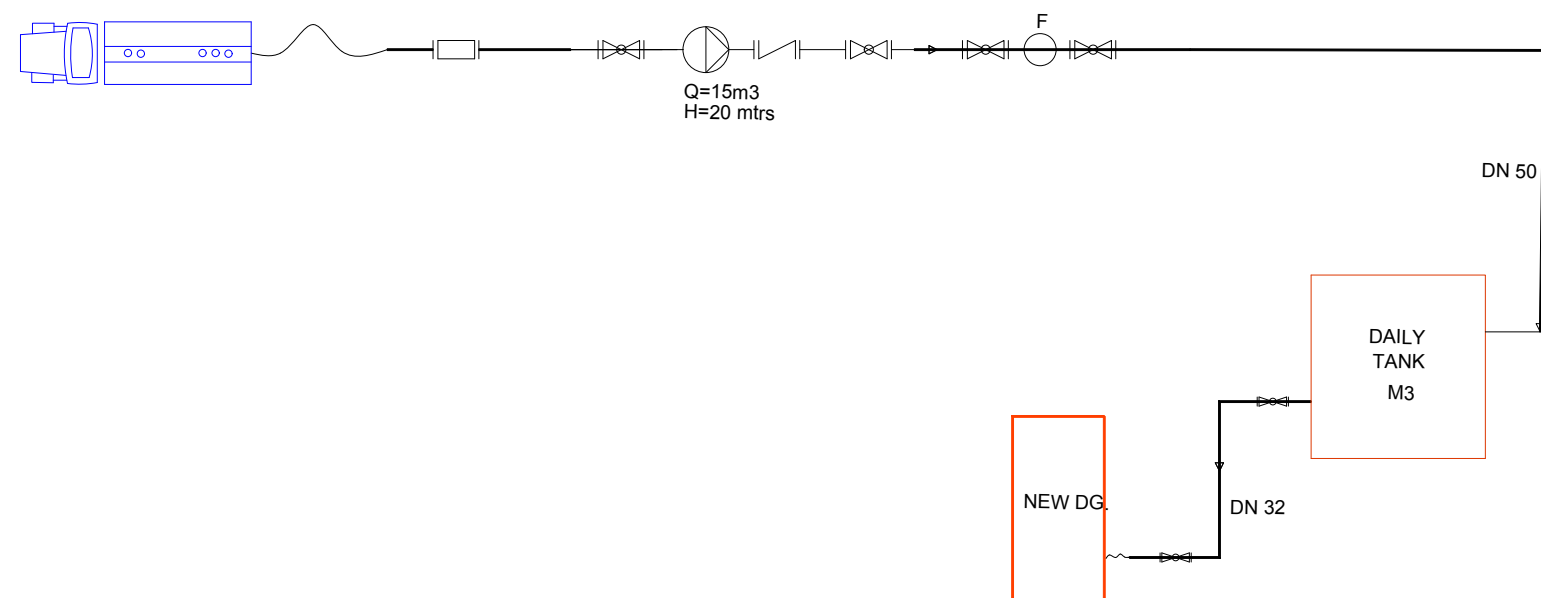 F
Q=15m3
H=20 mtrs
DN 50
DAILY
TANK
M3
NEW DG.
DN 32